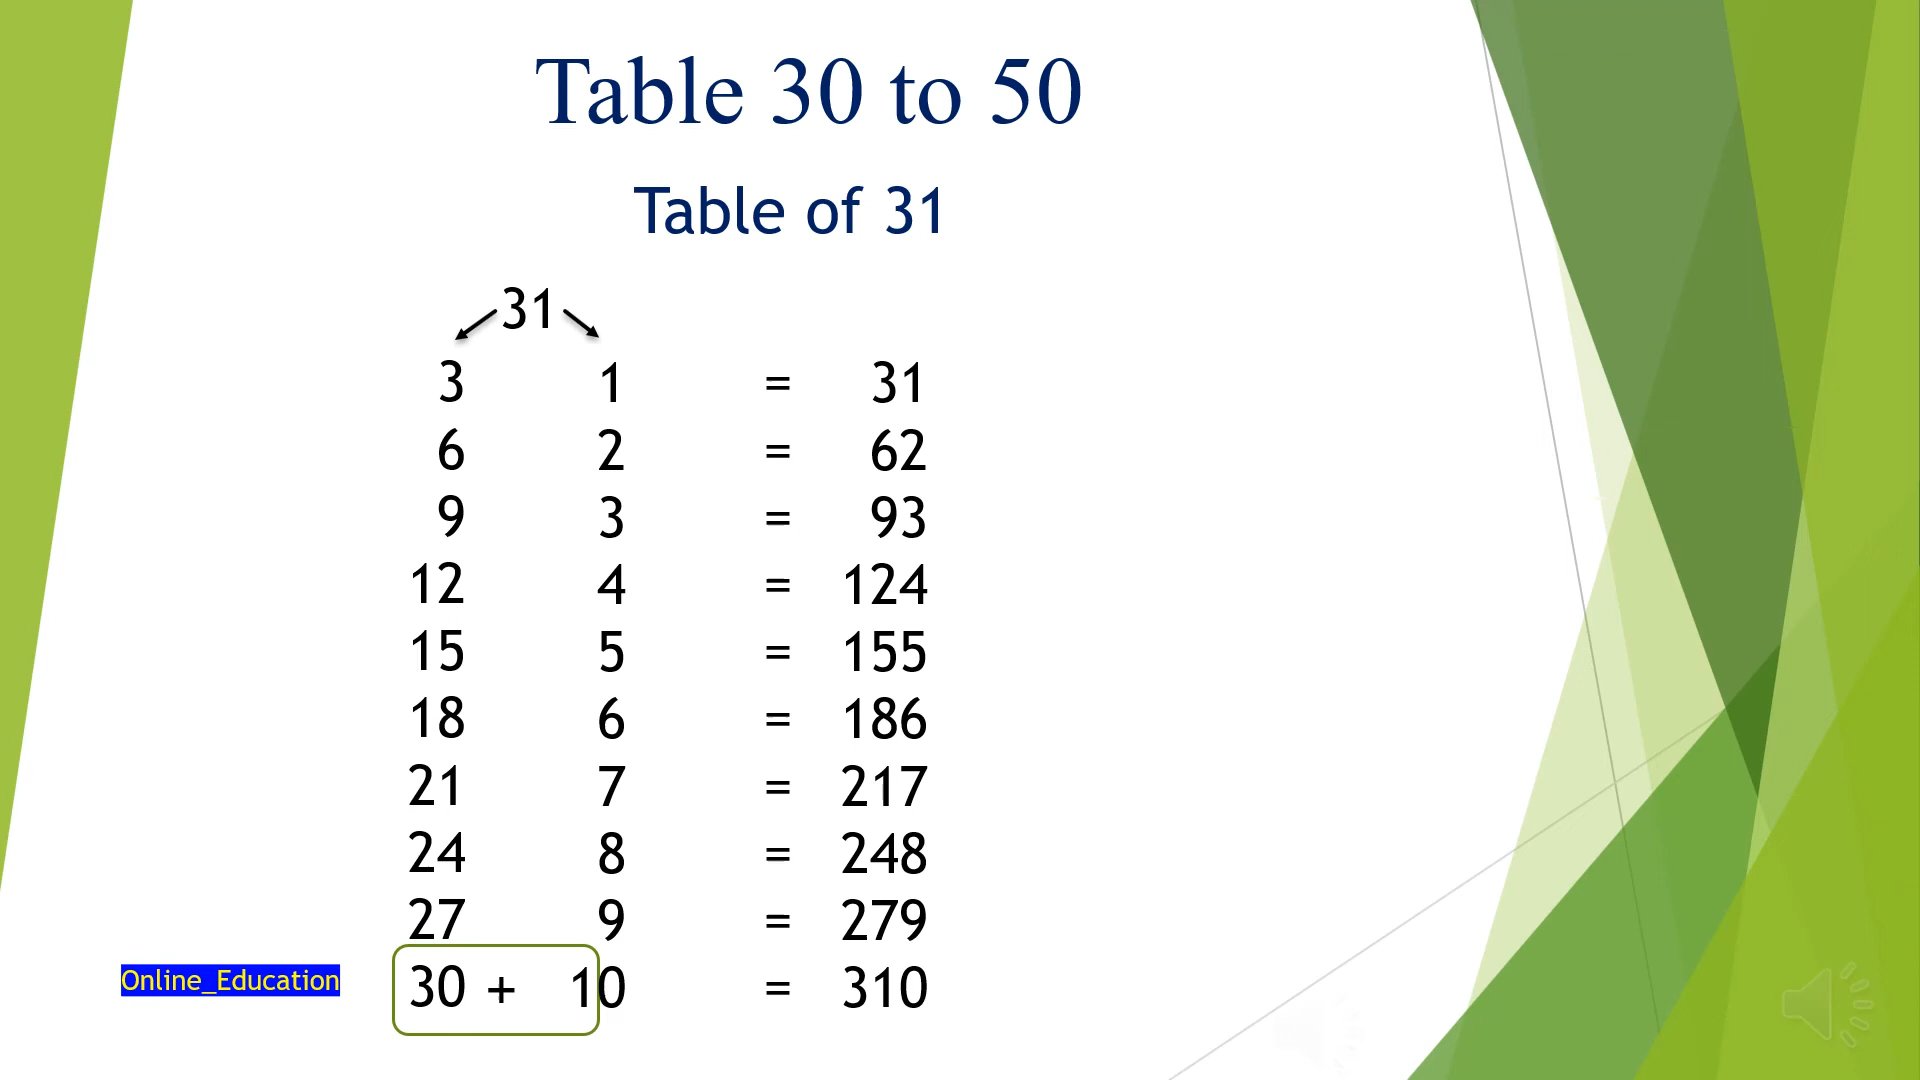 Table 30 to 50
Table of 31
31
3 1 = 31
6 2 = 62
9 3 = 93
12 4 = 124
15 5 = 155
18 6 = 186
21 7 = 217
24 8 = 248
27 9 = 279
30 + 10 = 310
Online_Education